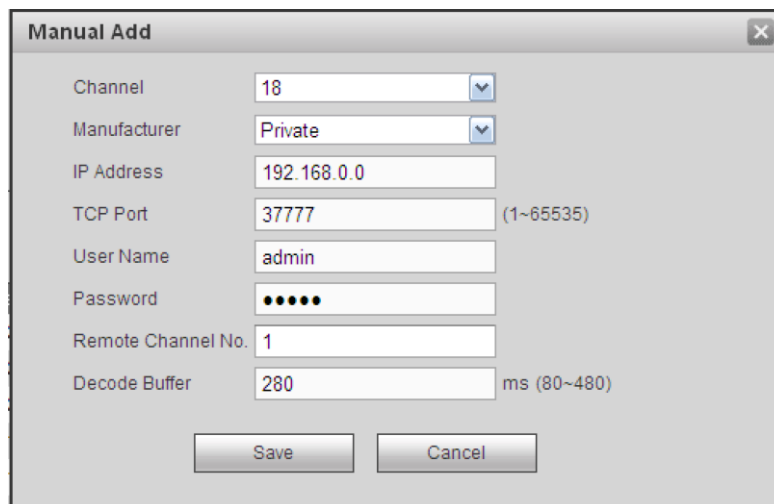 Manual Add
Channel 18
Manufacturer Private
IP Address 192.168.0.0
TCP Port 37777 (1~65535)
User Name admin
Password •••••
Remote Channel No. 1
Decode Buffer 280 ms (80~480)
Save Cancel